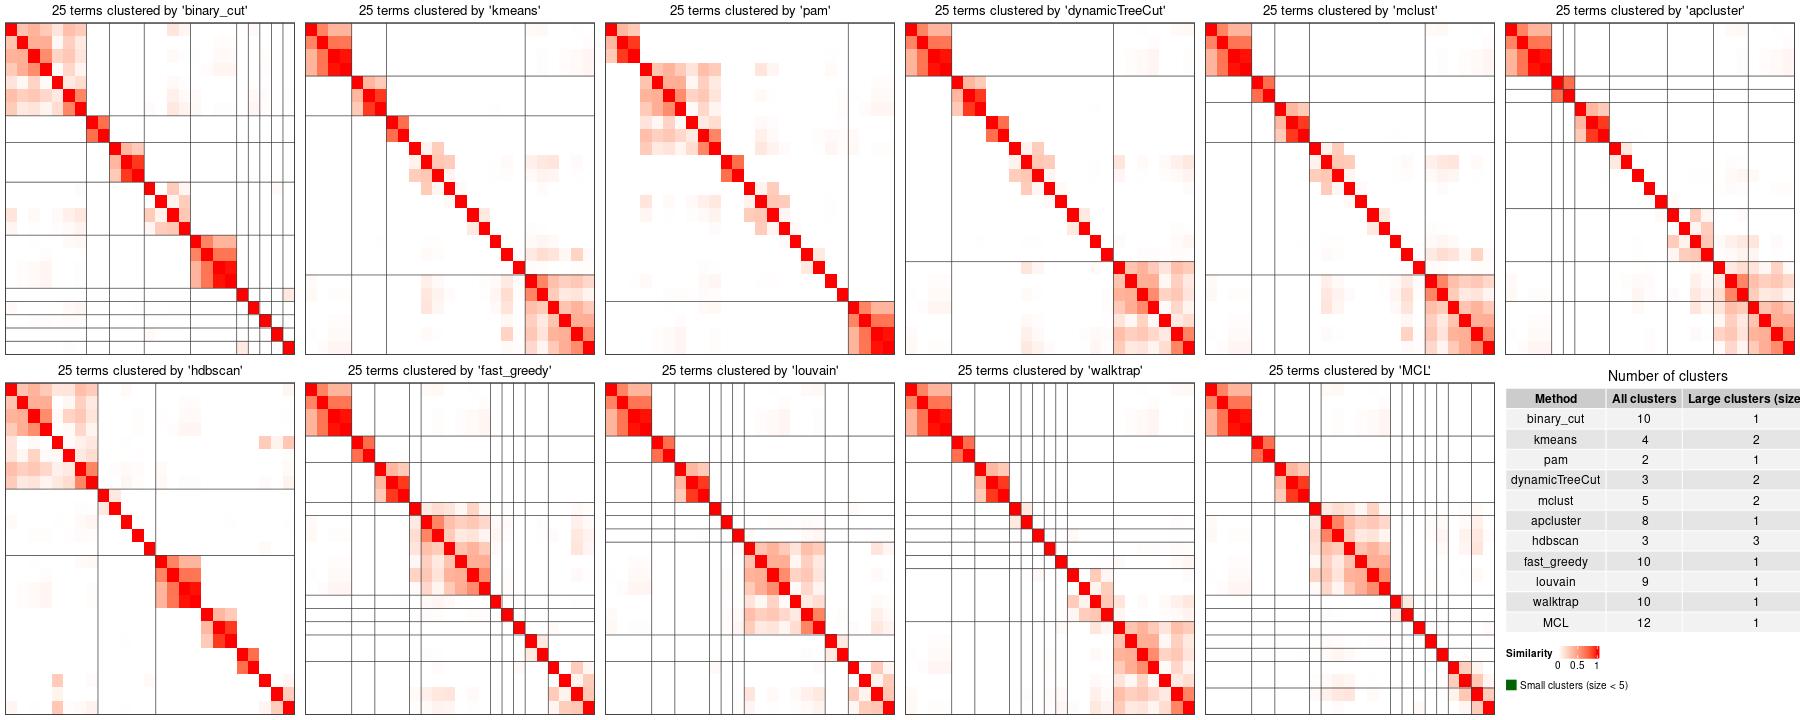 25 terms clustered by 'binary_cut'
25 terms clustered by 'kmeans'
25 terms clustered by 'pam'
25 terms clustered by 'dynamicTreeCut'
25 terms clustered by 'mclust'
25 terms clustered by 'apcluster'
25 terms clustered by 'hdbscan'
25 terms clustered by 'fast_greedy'
25 terms clustered by 'louvain'
25 terms clustered by 'walktrap'
25 terms clustered by 'MCL'
Number of clusters
Method All clusters Large clusters (size
binary_cut 10 1
kmeans 4 2
pam 2 1
dynamicTreeCut 3 2
mclust 5 2
apcluster 8 1
hdbscan 3 3
fast_greedy 10 1
louvain 9 1
walktrap 10 1
MCL 12 1
Similarity
0 0.5 1
Small clusters (size < 5)